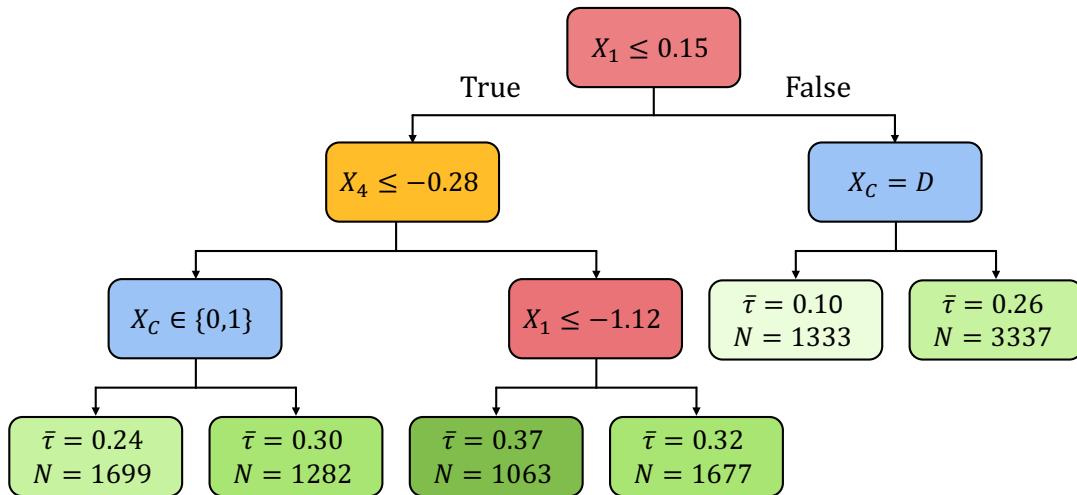 X₁ ≤ 0.15
True
False
X₄ ≤ −0.28
X_C = D
X_C ∈ {0,1}
X₁ ≤ −1.12
τ̄ = 0.10
N = 1333
τ̄ = 0.26
N = 3337
τ̄ = 0.24
N = 1699
τ̄ = 0.30
N = 1282
τ̄ = 0.37
N = 1063
τ̄ = 0.32
N = 1677